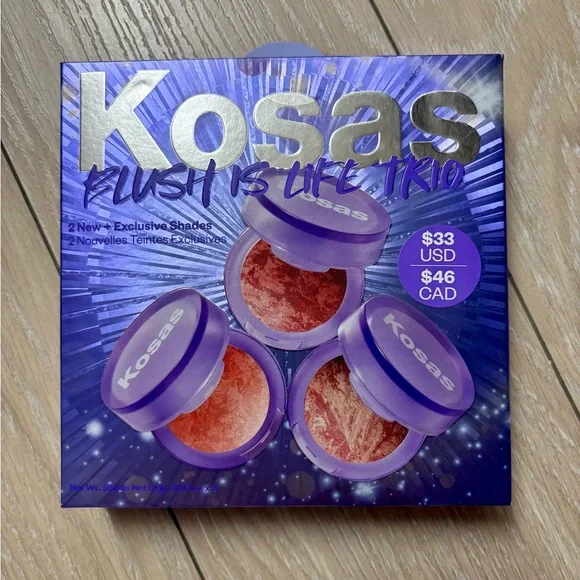 Kosas
BLUSH IS LIFE TRIO
2 New + Exclusive Shades
2 Nouvelles Teintes Exclusives
$33
USD
$46
CAD
Kosas
Kosas
Kosas